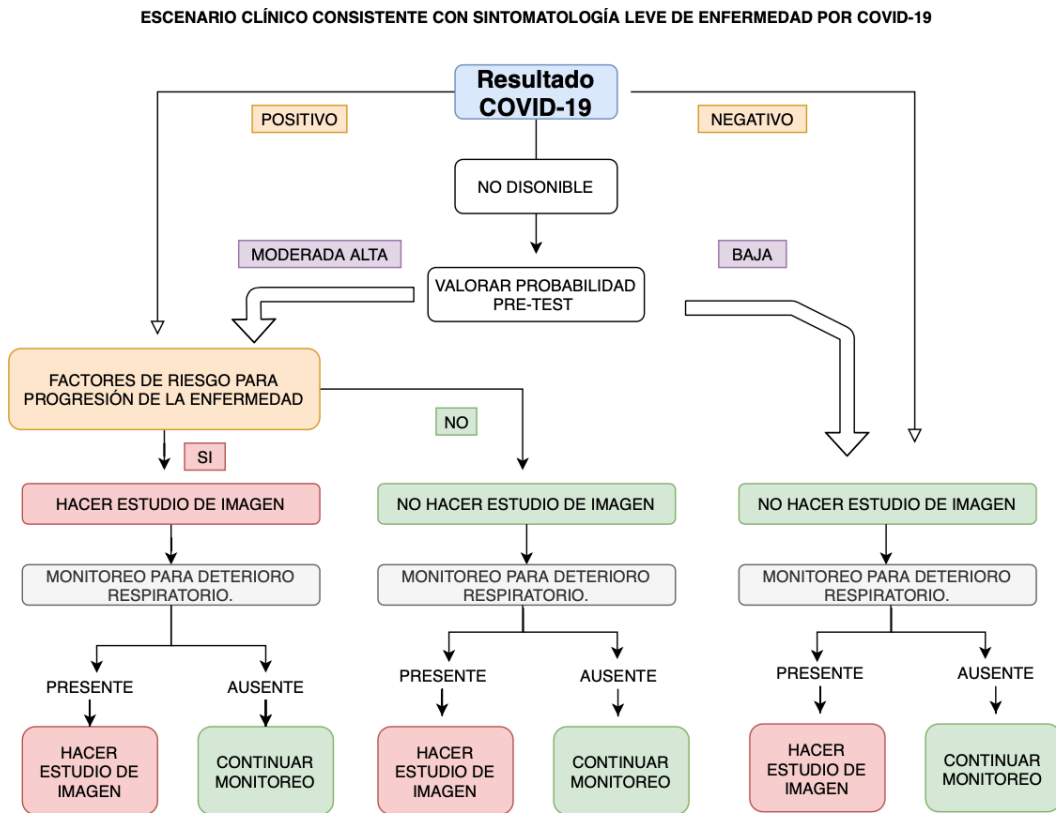 ESCENARIO CLÍNICO CONSISTENTE CON SINTOMATOLOGÍA LEVE DE ENFERMEDAD POR COVID-19
Resultado
COVID-19
POSITIVO
NEGATIVO
NO DISONIBLE
MODERADA ALTA
BAJA
VALORAR PROBABILIDAD
PRE-TEST
FACTORES DE RIESGO PARA
PROGRESIÓN DE LA ENFERMEDAD
NO
SI
HACER ESTUDIO DE IMAGEN
NO HACER ESTUDIO DE IMAGEN
NO HACER ESTUDIO DE IMAGEN
MONITOREO PARA DETERIORO
RESPIRATORIO.
MONITOREO PARA DETERIORO
RESPIRATORIO.
MONITOREO PARA DETERIORO
RESPIRATORIO.
PRESENTE
AUSENTE
PRESENTE
AUSENTE
PRESENTE
AUSENTE
HACER
ESTUDIO DE
IMAGEN
CONTINUAR
MONITOREO
HACER
ESTUDIO DE
IMAGEN
CONTINUAR
MONITOREO
HACER
ESTUDIO DE
IMAGEN
CONTINUAR
MONITOREO